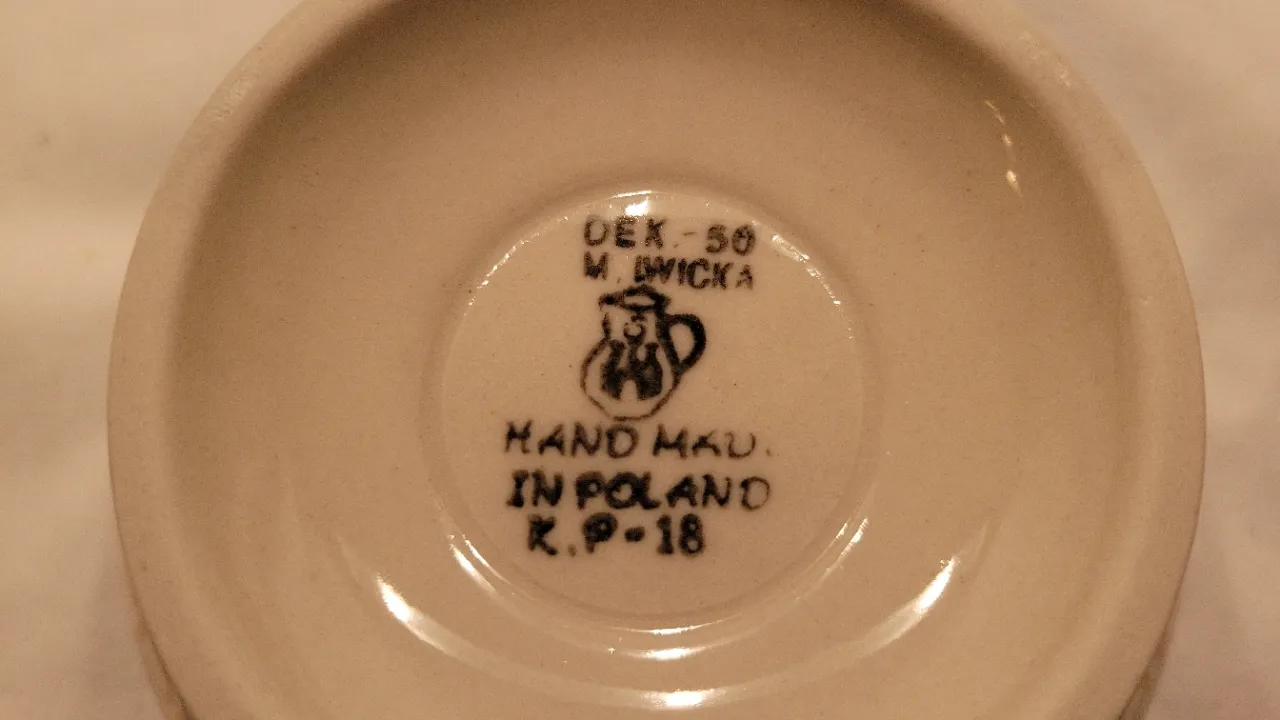 DEK.-50
M. IWICKA
HAND MAD.
IN POLAND
K.P-18